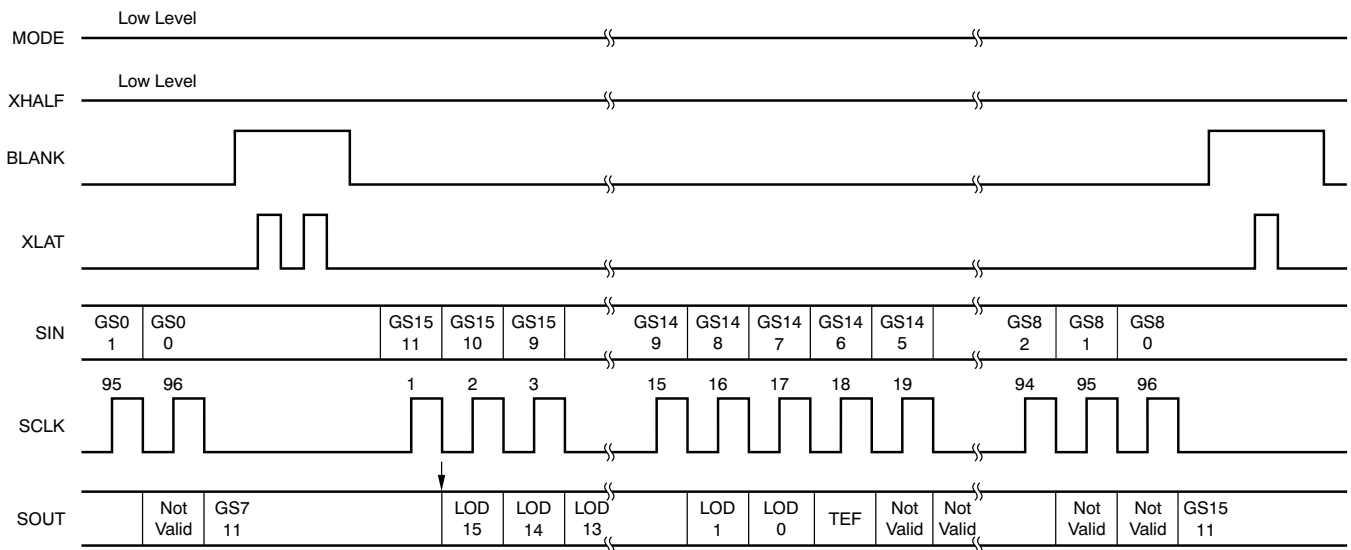 Low Level
MODE
Low Level
XHALF
BLANK
XLAT
SIN
GS0 1
GS0 0
GS15 11
GS15 10
GS15 9
GS14 9
GS14 8
GS14 7
GS14 6
GS14 5
GS8 2
GS8 1
GS8 0
95 96 1 2 3 15 16 17 18 19 94 95 96
SCLK
SOUT
Not Valid
GS7 11
LOD 15
LOD 14
LOD 13
LOD 1
LOD 0
TEF
Not Valid
Not Valid
Not Valid
Not Valid
GS15 11